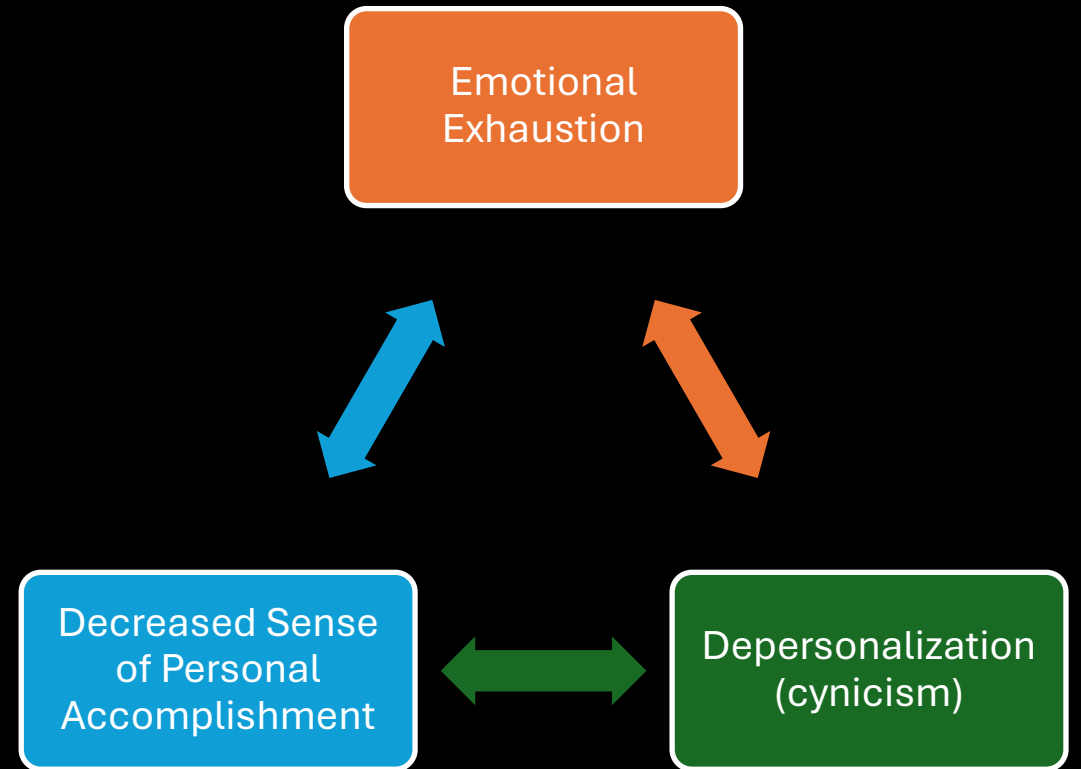 Emotional
Exhaustion
Decreased Sense
of Personal
Accomplishment
Depersonalization
(cynicism)